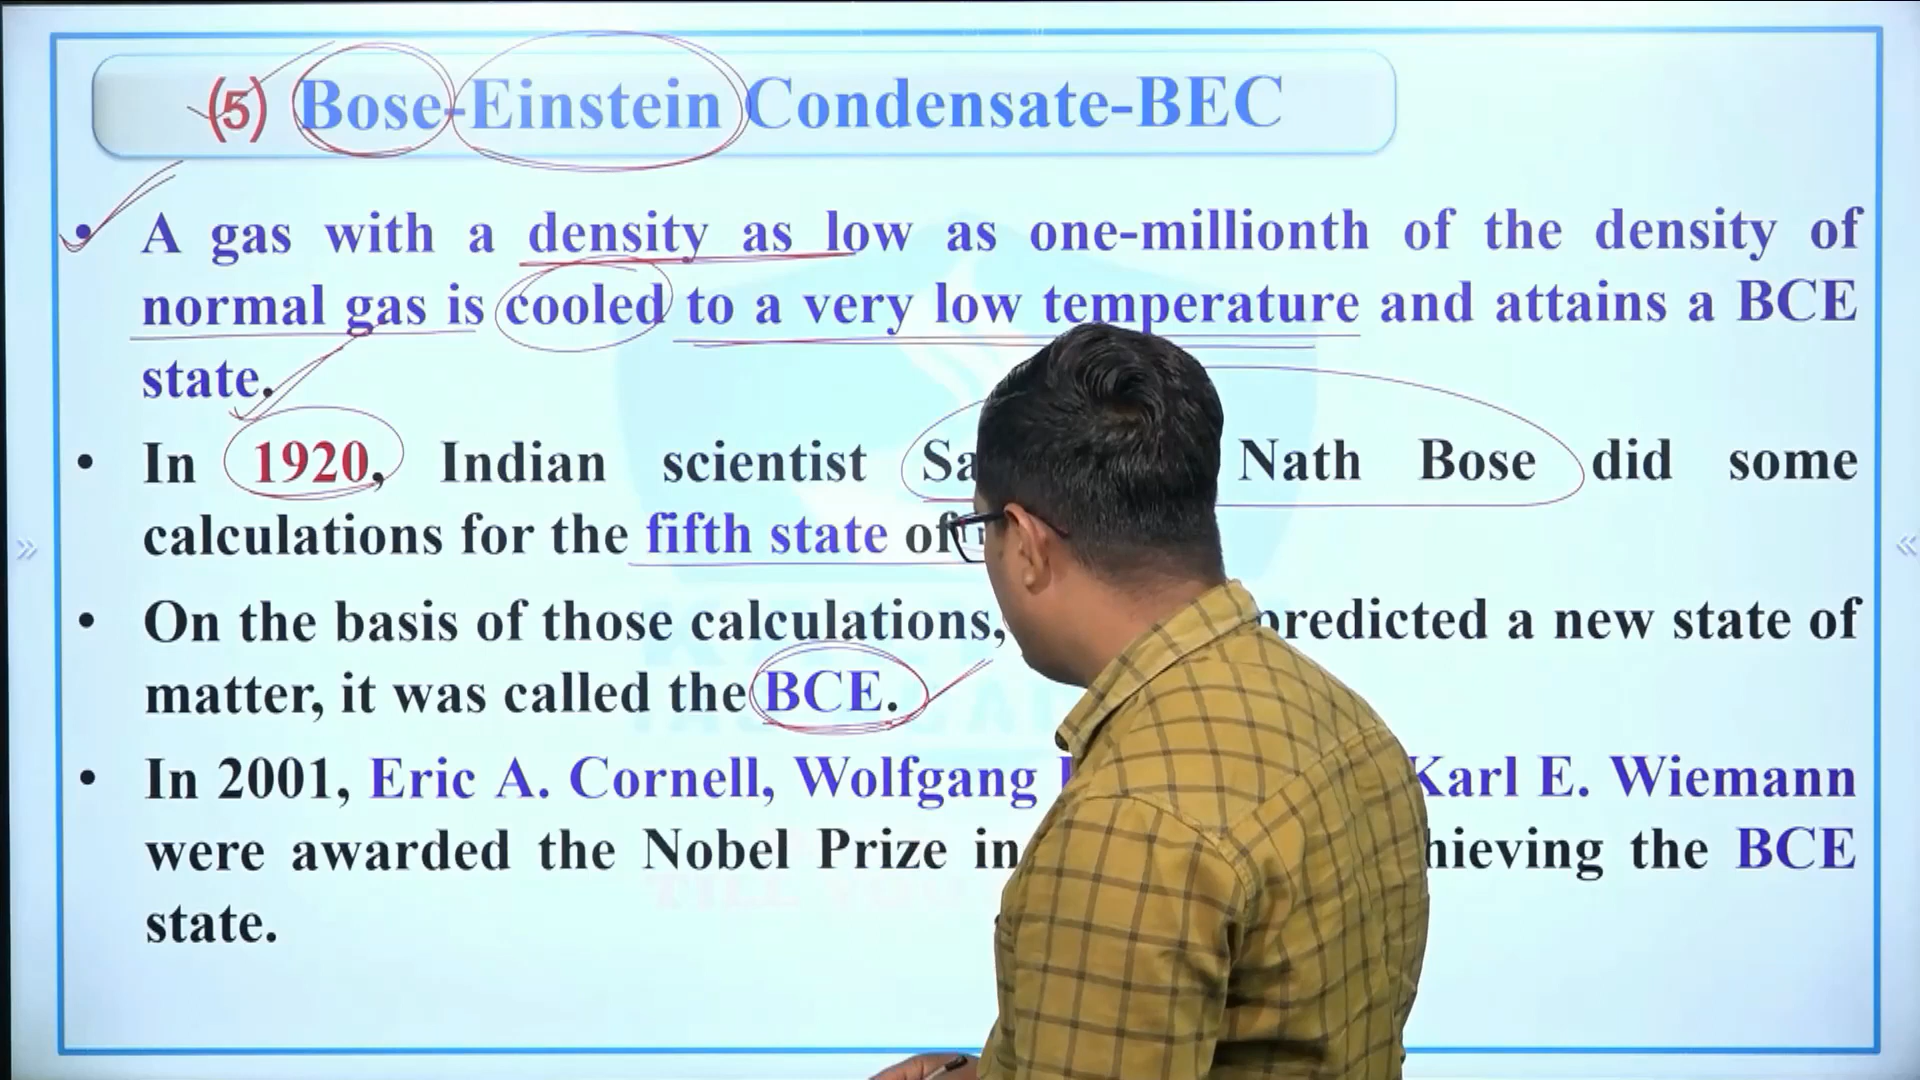 (5) Bose-Einstein Condensate-BEC
• A gas with a density as low as one-millionth of the density of
normal gas is cooled to a very low temperature and attains a BCE
state.
• In 1920, Indian scientist Nath Bose did some
calculations for the fifth state of
• On the basis of those calculations, predicted a new state of
matter, it was called the BCE.
• In 2001, Eric A. Cornell, Wolfgang Karl E. Wiemann
were awarded the Nobel Prize in the BCE
state.